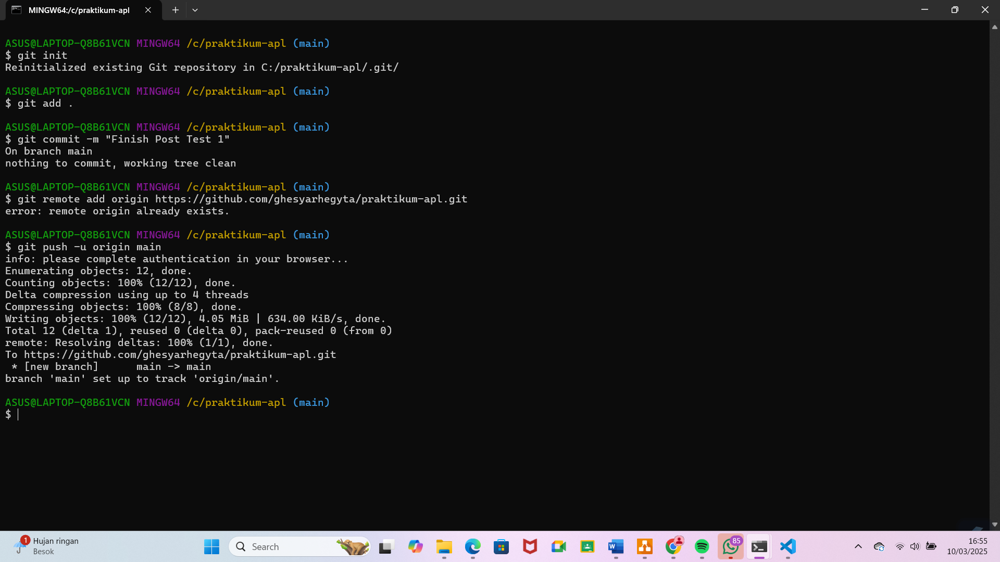 MINGW64:/c/praktikum-apl
ASUS@LAPTOP-Q8B61VCN MINGW64 /c/praktikum-apl (main)
$ git init
Reinitialized existing Git repository in C:/praktikum-apl/.git/
ASUS@LAPTOP-Q8B61VCN MINGW64 /c/praktikum-apl (main)
$ git add .
ASUS@LAPTOP-Q8B61VCN MINGW64 /c/praktikum-apl (main)
$ git commit -m "Finish Post Test 1"
On branch main
nothing to commit, working tree clean
ASUS@LAPTOP-Q8B61VCN MINGW64 /c/praktikum-apl (main)
$ git remote add origin https://github.com/ghesyarhegyta/praktikum-apl.git
error: remote origin already exists.
ASUS@LAPTOP-Q8B61VCN MINGW64 /c/praktikum-apl (main)
$ git push -u origin main
info: please complete authentication in your browser...
Enumerating objects: 12, done.
Counting objects: 100% (12/12), done.
Delta compression using up to 4 threads
Compressing objects: 100% (8/8), done.
Writing objects: 100% (12/12), 4.05 MiB | 634.00 KiB/s, done.
Total 12 (delta 1), reused 0 (delta 0), pack-reused 0 (from 0)
remote: Resolving deltas: 100% (1/1), done.
To https://github.com/ghesyarhegyta/praktikum-apl.git
 * [new branch]      main -> main
branch 'main' set up to track 'origin/main'.
ASUS@LAPTOP-Q8B61VCN MINGW64 /c/praktikum-apl (main)
$
1
Hujan ringan
Besok
Search
W
85
16:55
10/03/2025